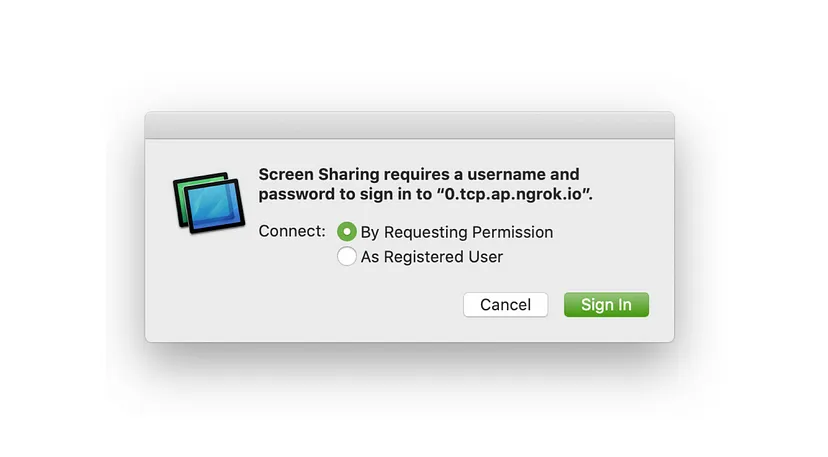 Screen Sharing requires a username and
password to sign in to “0.tcp.ap.ngrok.io”.
Connect: By Requesting Permission
As Registered User
Cancel Sign In